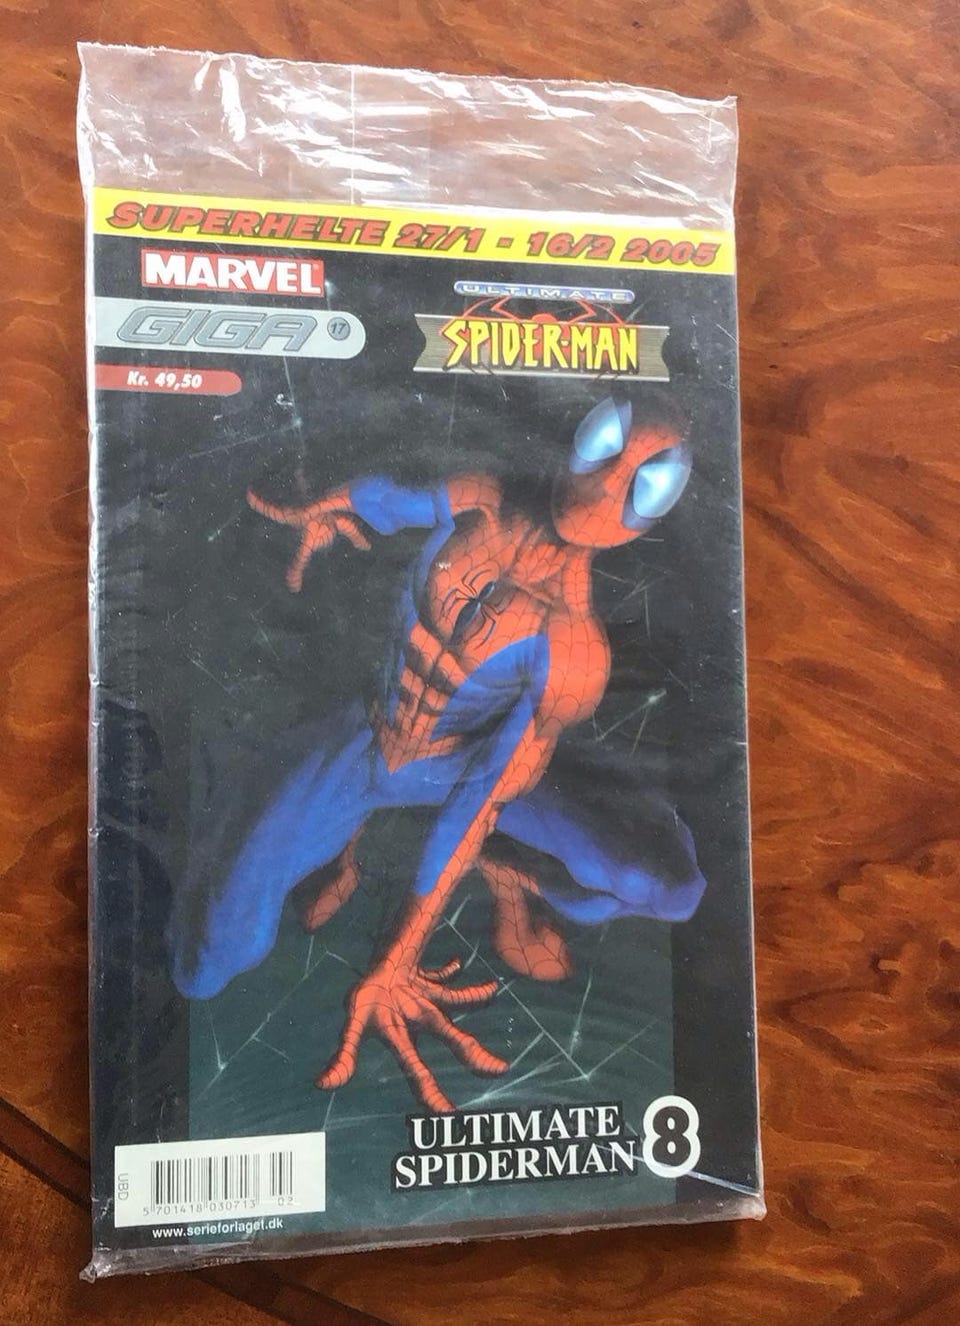 SUPERHELTE 27/1 - 16/2 2005
MARVEL
GIGA 17
ULTIMATE
SPIDER-MAN
Kr. 49,50
ULTIMATE
SPIDERMAN 8
UBD
5 701418 030713 02
www.serieforlaget.dk